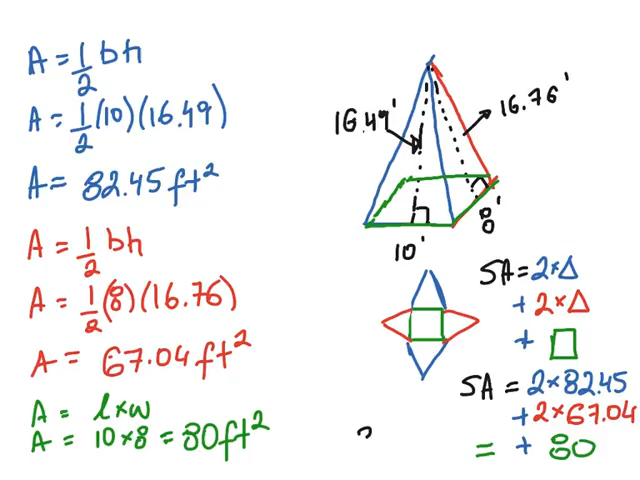 A = 1/2 bh
A = 1/2 (10)(16.49)
A = 82.45 ft²
A = 1/2 bh
A = 1/2 (8)(16.76)
A = 67.04 ft²
A = l x w
A = 10 x 8 = 80 ft²
16.49'
16.76'
8'
10'
SA = 2 x △
+ 2 x △
+ □
SA = 2 x 82.45
+ 2 x 67.04
= + 80